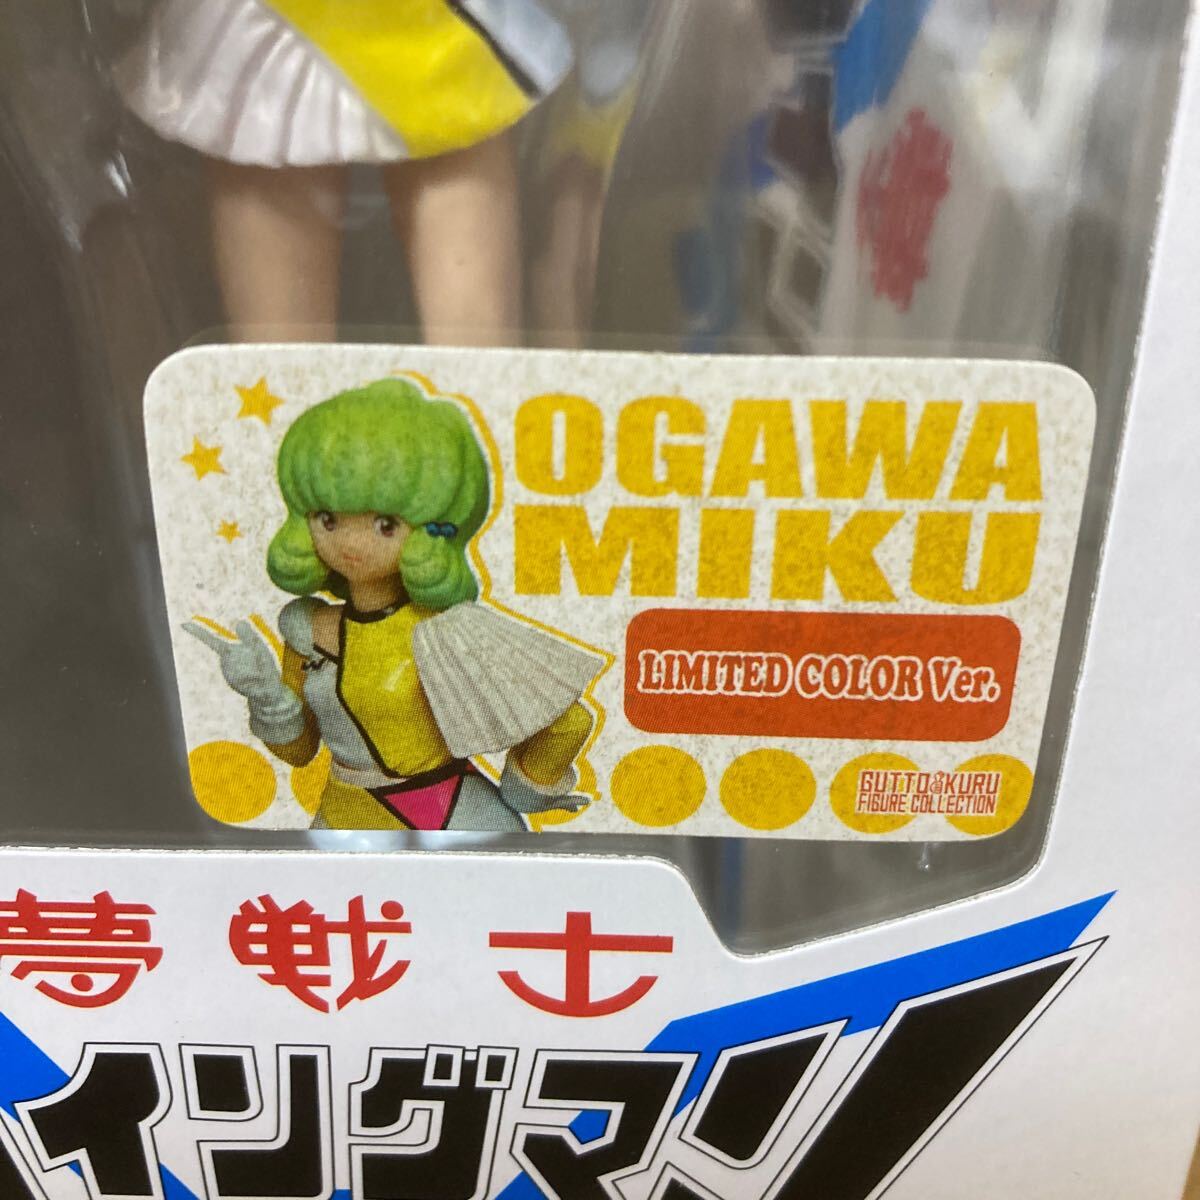 OGAWA
MIKU
LIMITED COLOR Ver.
GUTTO KURU
FIGURE COLLECTION
夢戦士
イングマン